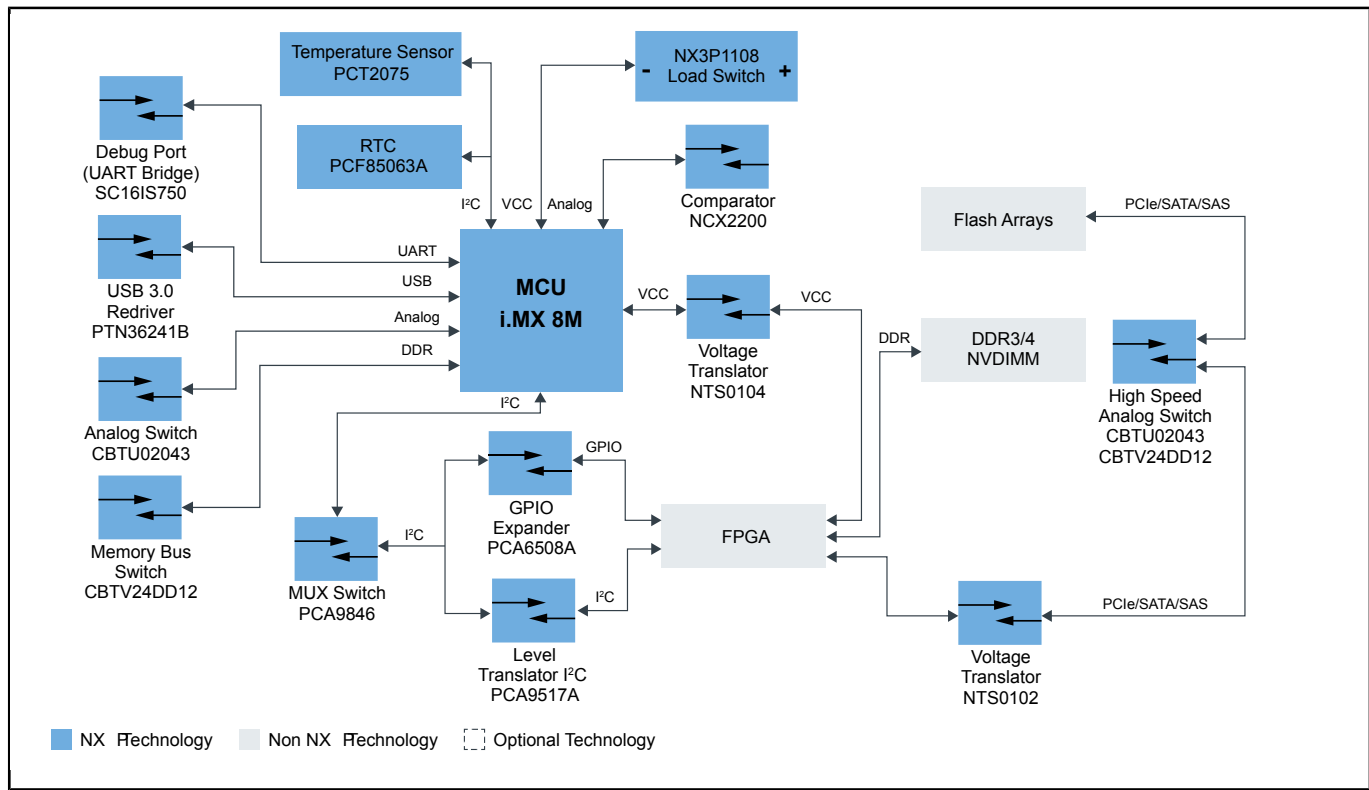 Temperature Sensor
PCT2075
NX3P1108
Load Switch
- +
Debug Port
(UART Bridge)
SC16IS750
RTC
PCF85063A
I²C
VCC
Analog
Comparator
NCX2200
PCIe/SATA/SAS
Flash Arrays
UART
USB
Analog
DDR
MCU
i.MX 8M
USB 3.0
Redriver
PTN36241B
VCC
VCC
Voltage
Translator
NTS0104
DDR
DDR3/4
NVDIMM
High Speed
Analog Switch
CBTU02043
CBTV24DD12
Analog Switch
CBTU02043
I²C
GPIO
GPIO
Expander
PCA6508A
Memory Bus
Switch
CBTV24DD12
I²C
MUX Switch
PCA9846
FPGA
I²C
Level
Translator I²C
PCA9517A
PCIe/SATA/SAS
Voltage
Translator
NTS0102
NX PTechnology
Non NX PTechnology
Optional Technology